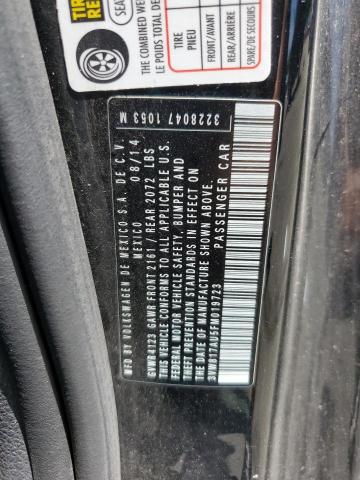 TIRE
RE
SEA
THE COMBINED WE
LE POIDS TOTAL DE
TIRE
PNEU
FRONT/AVANT
REAR/ARRIÈRE
SPARE/DE SECOURS
3228047 1053 M
MFD BY VOLKSWAGEN DE MEXICO S.A. DE C.V.
MEXICO 08/14
GVWR 4123 GAWR FRONT 2161 / REAR 2072 LBS
THIS VEHICLE CONFORMS TO ALL APPLICABLE U.S.
FEDERAL MOTOR VEHICLE SAFETY, BUMPER AND
THEFT PREVENTION STANDARDS IN EFFECT ON
THE DATE OF MANUFACTURE SHOWN ABOVE.
3VWD17AU5FM019723 PASSENGER CAR